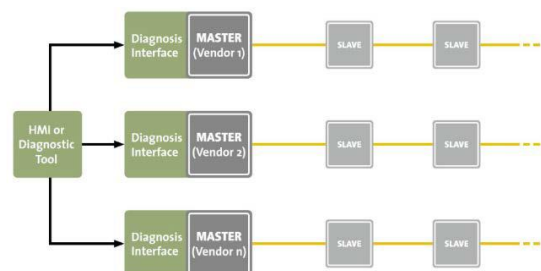 Diagnosis
Interface
MASTER
(Vendor 1)
SLAVE
SLAVE
HMI or
Diagnostic
Tool
Diagnosis
Interface
MASTER
(Vendor 2)
SLAVE
SLAVE
Diagnosis
Interface
MASTER
(Vendor n)
SLAVE
SLAVE